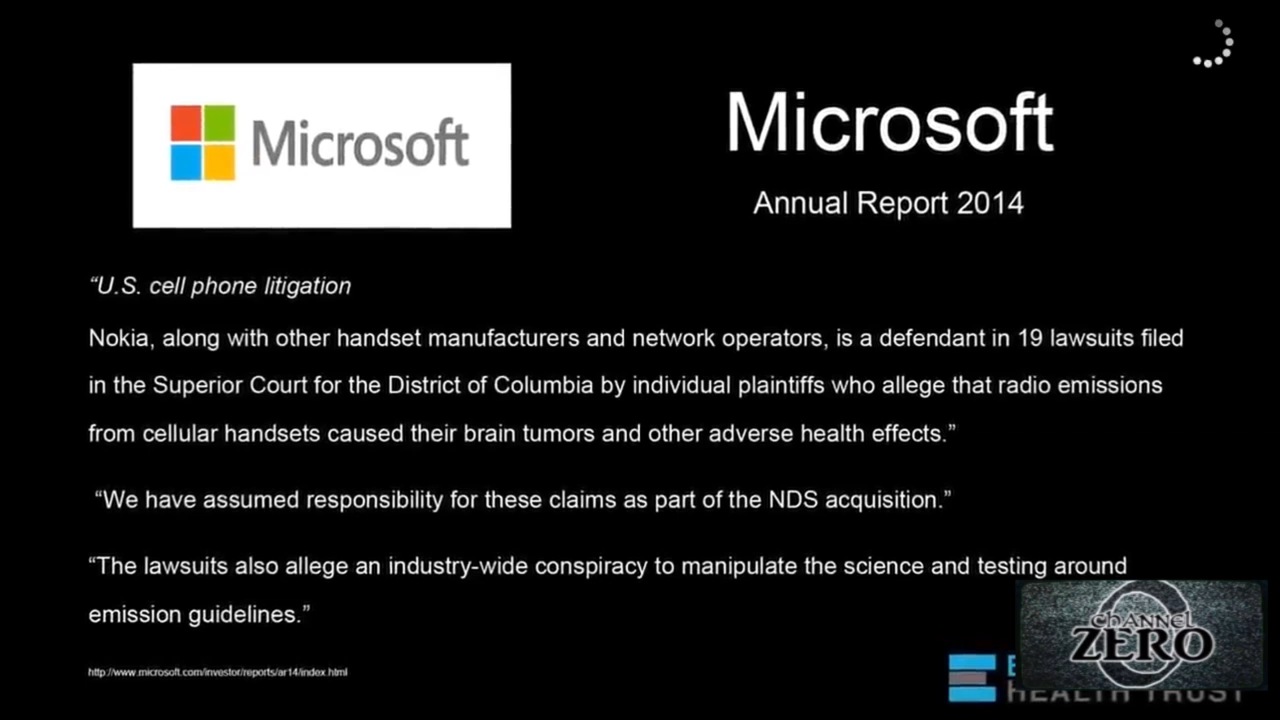 Microsoft
Microsoft
Annual Report 2014
“U.S. cell phone litigation
Nokia, along with other handset manufacturers and network operators, is a defendant in 19 lawsuits filed
in the Superior Court for the District of Columbia by individual plaintiffs who allege that radio emissions
from cellular handsets caused their brain tumors and other adverse health effects.”
“We have assumed responsibility for these claims as part of the NDS acquisition.”
“The lawsuits also allege an industry-wide conspiracy to manipulate the science and testing around
emission guidelines.”
http://www.microsoft.com/investor/reports/ar14/index.html
chANNEL
ZERO
HEALTH TRUST